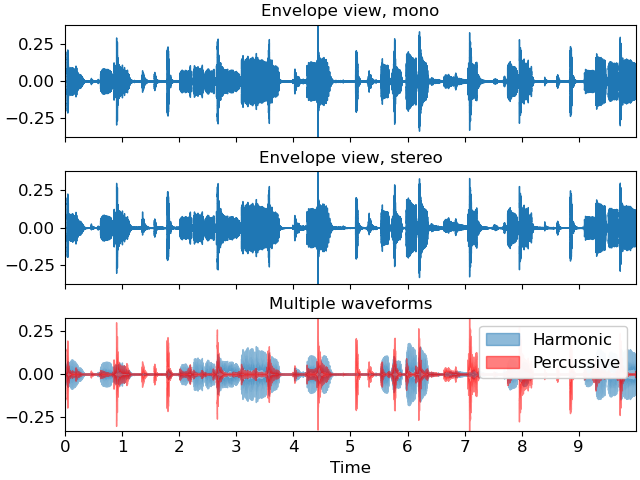 Envelope view, mono
0.25
0.00
−0.25
Envelope view, stereo
0.25
0.00
−0.25
Multiple waveforms
0.25
0.00
−0.25
Harmonic
Percussive
0 1 2 3 4 5 6 7 8 9
Time